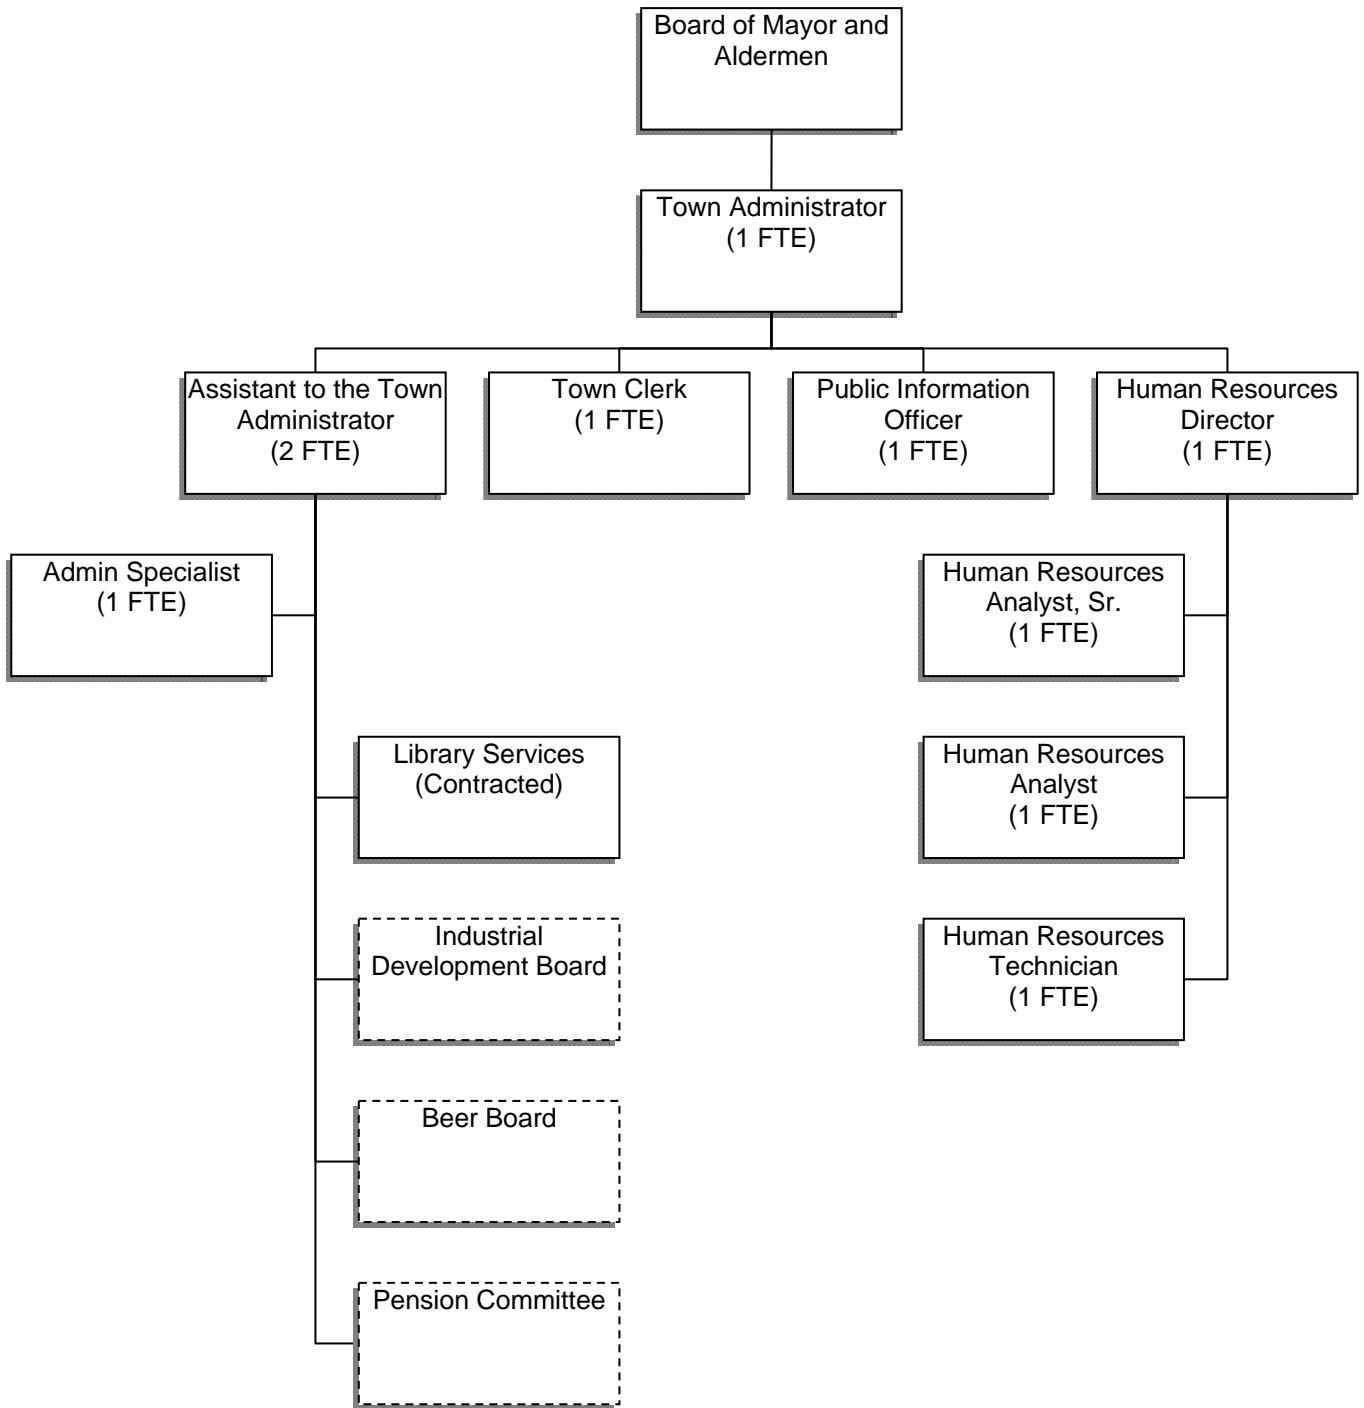 Board of Mayor and
Aldermen
Town Administrator
(1 FTE)
Assistant to the Town
Administrator
(2 FTE)
Town Clerk
(1 FTE)
Public Information
Officer
(1 FTE)
Human Resources
Director
(1 FTE)
Admin Specialist
(1 FTE)
Human Resources
Analyst, Sr.
(1 FTE)
Library Services
(Contracted)
Human Resources
Analyst
(1 FTE)
Industrial
Development Board
Human Resources
Technician
(1 FTE)
Beer Board
Pension Committee